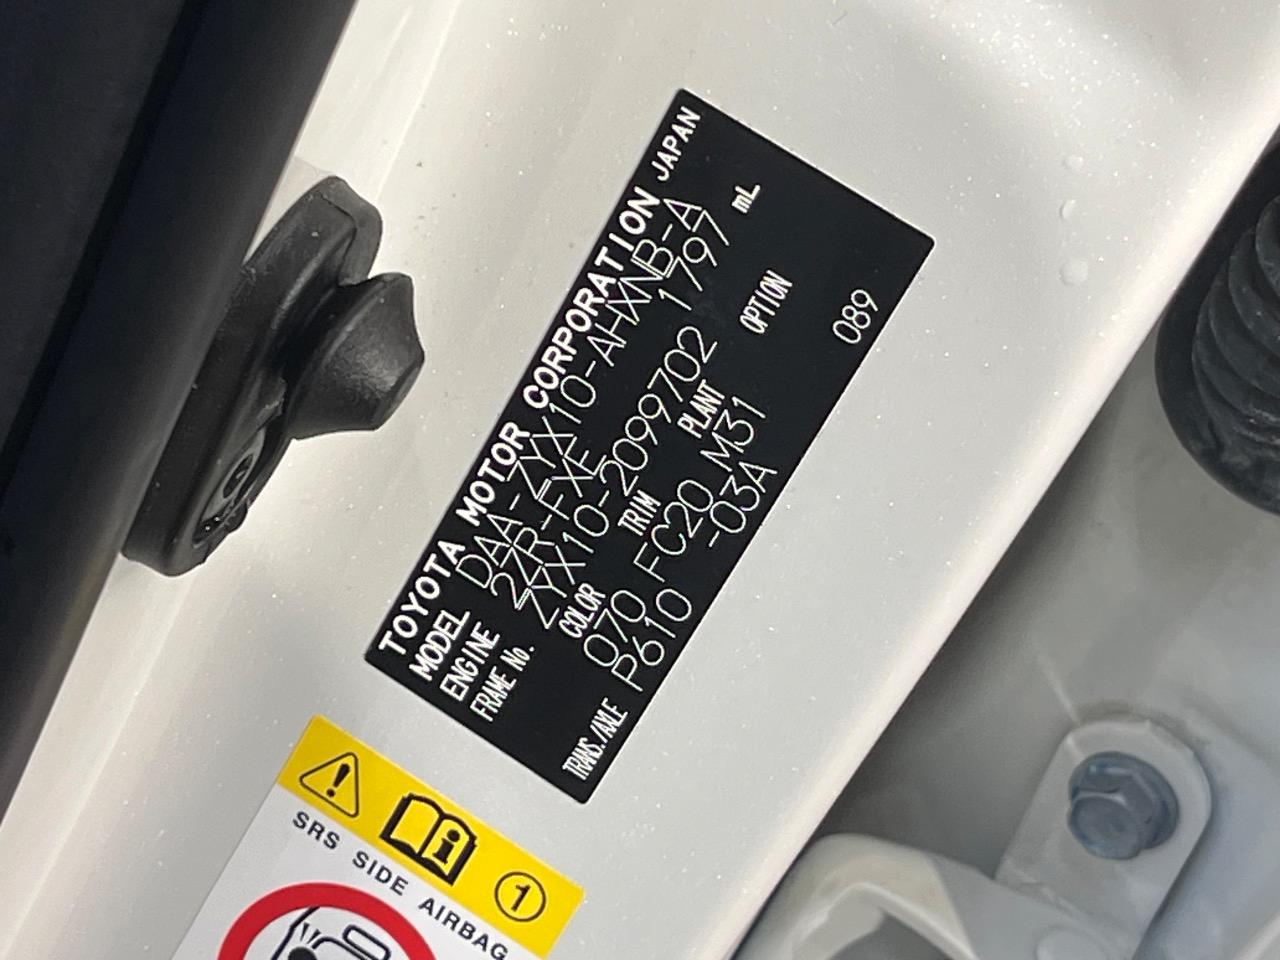 TOYOTA MOTOR CORPORATION JAPAN
MODEL DAA-ZYX10-AHXNB-A
ENGINE 2ZR-FXE 1797 mL
FRAME No. ZYX10-2099702
COLOR TRIM PLANT OPTION
070 FC20 M31
TRANS./AXLE P610 -03A 089
1
SRS SIDE AIRBAG